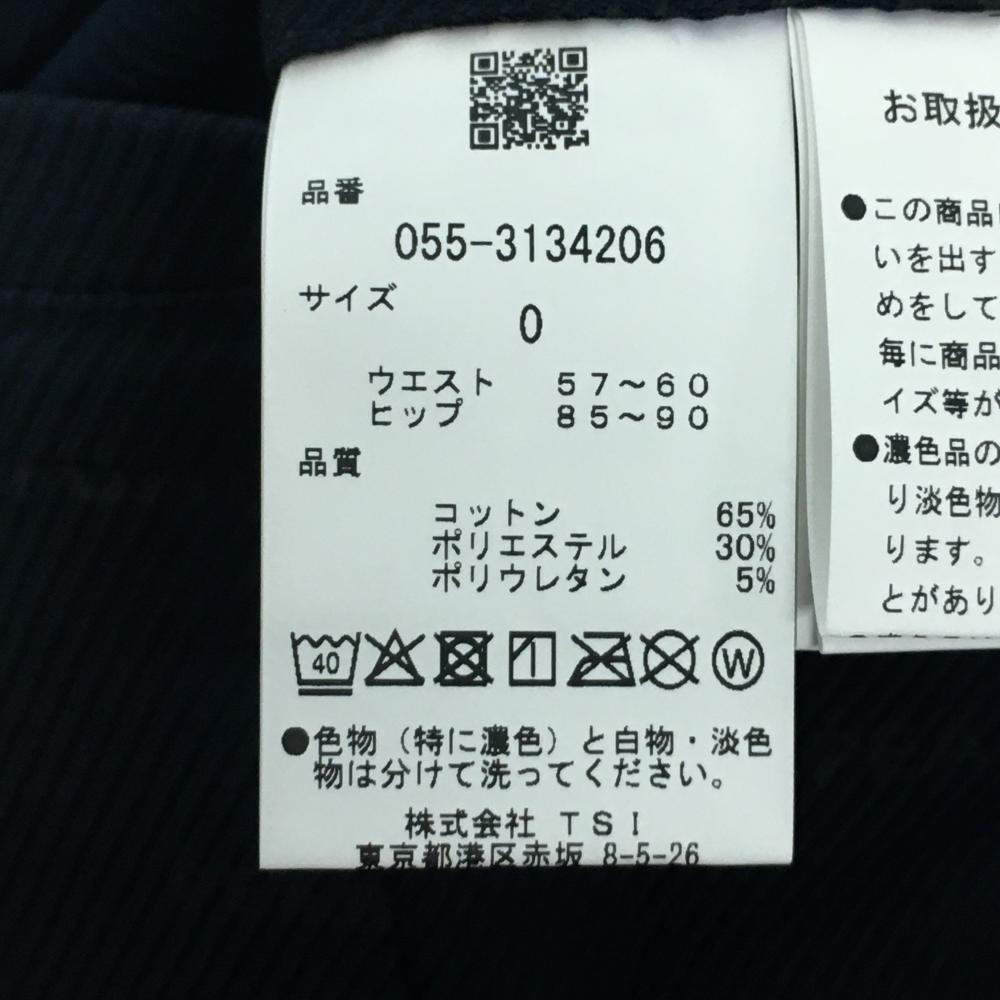 品番
055-3134206
サイズ
0
ウエスト 57～60
ヒップ 85～90
品質
コットン 65%
ポリエステル 30%
ポリウレタン 5%
40
W
●色物（特に濃色）と白物・淡色
物は分けて洗ってください。
株式会社 TSI
東京都港区赤坂 8-5-26
お取扱
●この商品
いを出す
めをして
毎に商品
イズ等が
●濃色品の
り淡色物
ります。
とがあり